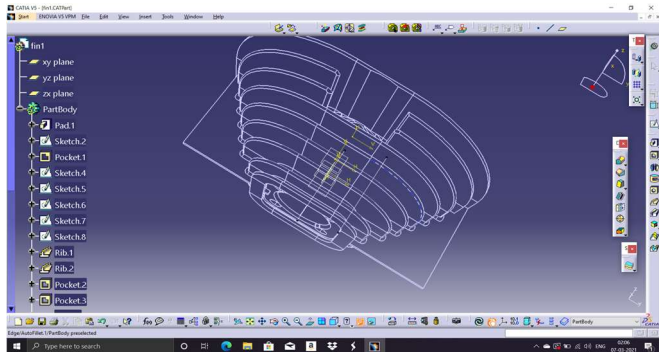 CATIA V5 - [fin1.CATPart]
Start ENOVIA V5 VPM File Edit View Insert Tools Window Help
fin1
xy plane
yz plane
zx plane
PartBody
Pad.1
Sketch.2
Pocket.1
Sketch.4
Sketch.5
Sketch.6
Sketch.7
Sketch.8
Rib.1
Rib.2
Pocket.2
Pocket.3
PartBody
CATIA
Edge/AutoFillet.1/PartBody preselected
Type here to search
ENG
02:06
07-03-2021